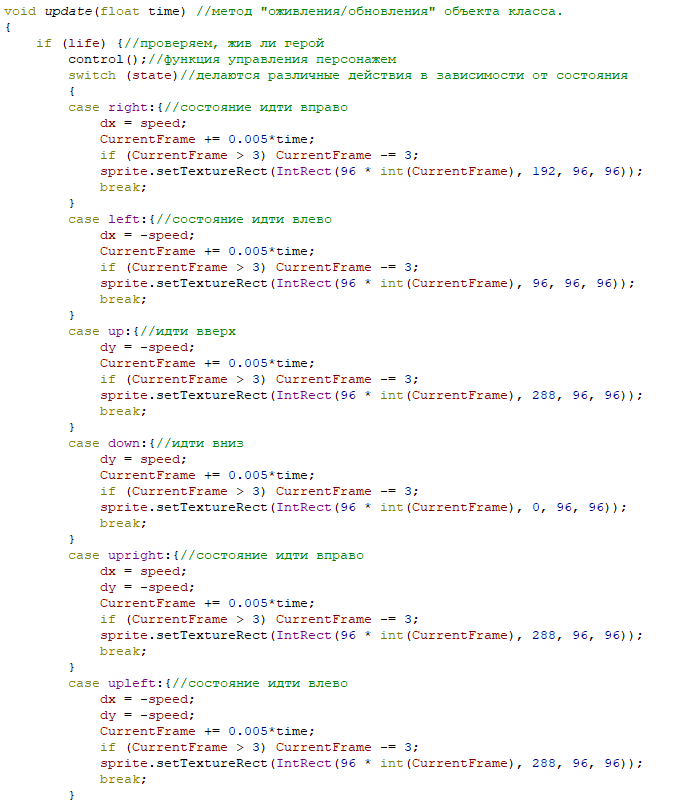 void update(float time) //метод "оживления/обновления" объекта класса.
{
    if (life) {//проверяем, жив ли герой
        control();//функция управления персонажем
        switch (state)//делаются различные действия в зависимости от состояния
        {
        case right:{//состояние идти вправо
            dx = speed;
            CurrentFrame += 0.005*time;
            if (CurrentFrame > 3) CurrentFrame -= 3;
            sprite.setTextureRect(IntRect(96 * int(CurrentFrame), 192, 96, 96));
            break;
        }
        case left:{//состояние идти влево
            dx = -speed;
            CurrentFrame += 0.005*time;
            if (CurrentFrame > 3) CurrentFrame -= 3;
            sprite.setTextureRect(IntRect(96 * int(CurrentFrame), 96, 96, 96));
            break;
        }
        case up:{//идти вверх
            dy = -speed;
            CurrentFrame += 0.005*time;
            if (CurrentFrame > 3) CurrentFrame -= 3;
            sprite.setTextureRect(IntRect(96 * int(CurrentFrame), 288, 96, 96));
            break;
        }
        case down:{//идти вниз
            dy = speed;
            CurrentFrame += 0.005*time;
            if (CurrentFrame > 3) CurrentFrame -= 3;
            sprite.setTextureRect(IntRect(96 * int(CurrentFrame), 0, 96, 96));
            break;
        }
        case upright:{//состояние идти вправо
            dx = speed;
            dy = -speed;
            CurrentFrame += 0.005*time;
            if (CurrentFrame > 3) CurrentFrame -= 3;
            sprite.setTextureRect(IntRect(96 * int(CurrentFrame), 288, 96, 96));
            break;
        }
        case upleft:{//состояние идти влево
            dx = -speed;
            dy = -speed;
            CurrentFrame += 0.005*time;
            if (CurrentFrame > 3) CurrentFrame -= 3;
            sprite.setTextureRect(IntRect(96 * int(CurrentFrame), 288, 96, 96));
            break;
        }